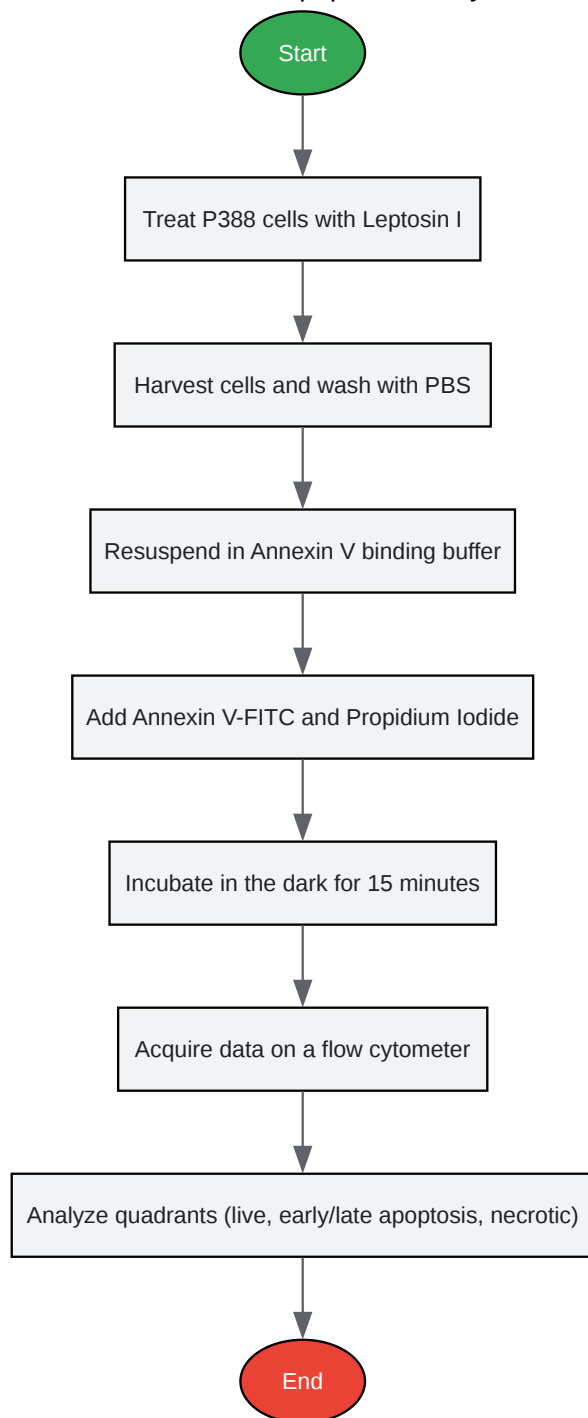 Start
Treat P388 cells with Leptosin I
Harvest cells and wash with PBS
Resuspend in Annexin V binding buffer
Add Annexin V-FITC and Propidium Iodide
Incubate in the dark for 15 minutes
Acquire data on a flow cytometer
Analyze quadrants (live, early/late apoptosis, necrotic)
End